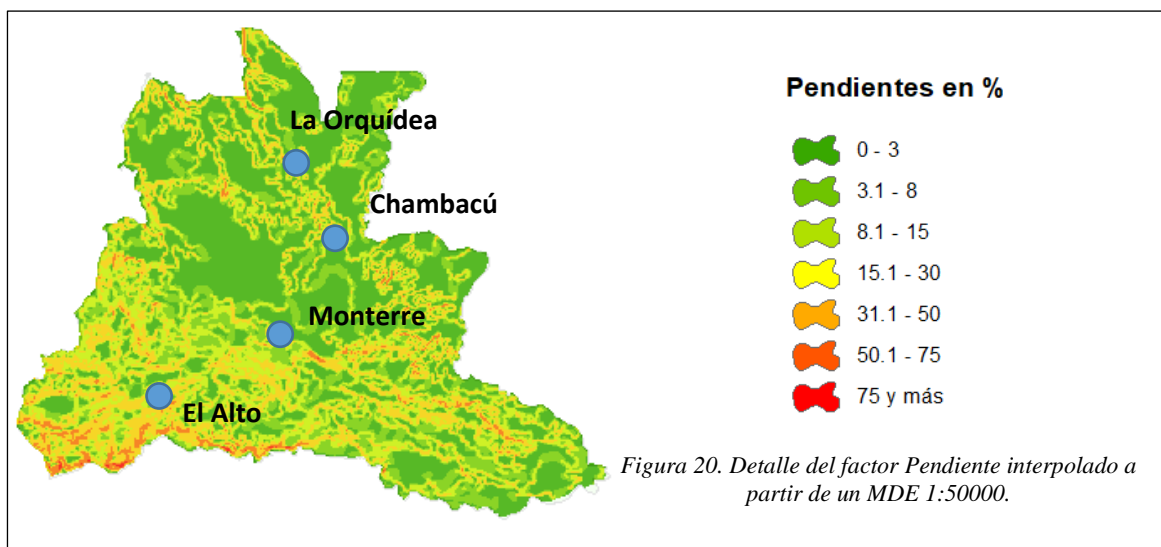 La Orquídea
Chambacú
Monterre
El Alto
Pendientes en %
0 - 3
3.1 - 8
8.1 - 15
15.1 - 30
31.1 - 50
50.1 - 75
75 y más
Figura 20. Detalle del factor Pendiente interpolado a
partir de un MDE 1:50000.